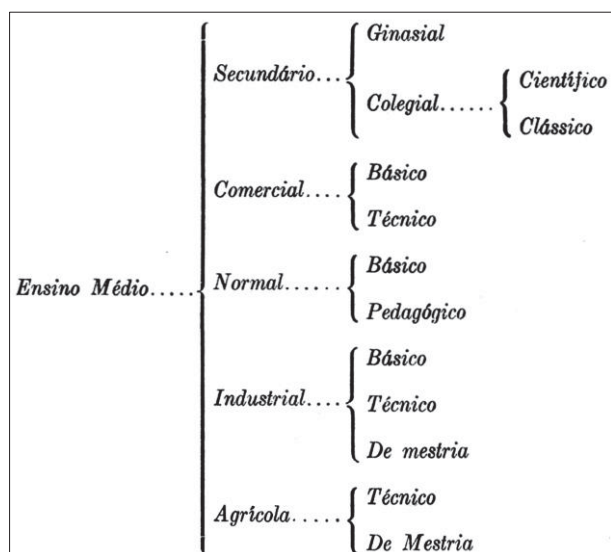 Ginasial
Secundário...
Colegial......
Científico
Clássico
Básico
Comercial....
Técnico
Básico
Ensino Médio.....
Normal......
Pedagógico
Básico
Industrial....
Técnico
De mestria
Técnico
Agrícola.....
De Mestria